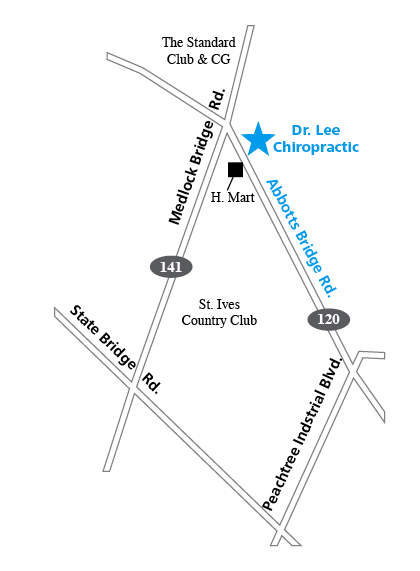 The Standard
Club & CG
Medlock Bridge Rd.
Dr. Lee
Chiropractic
H. Mart
Abbotts Bridge Rd.
141
St. Ives
Country Club
120
State Bridge Rd.
Peachtree Indstrial Blvd.